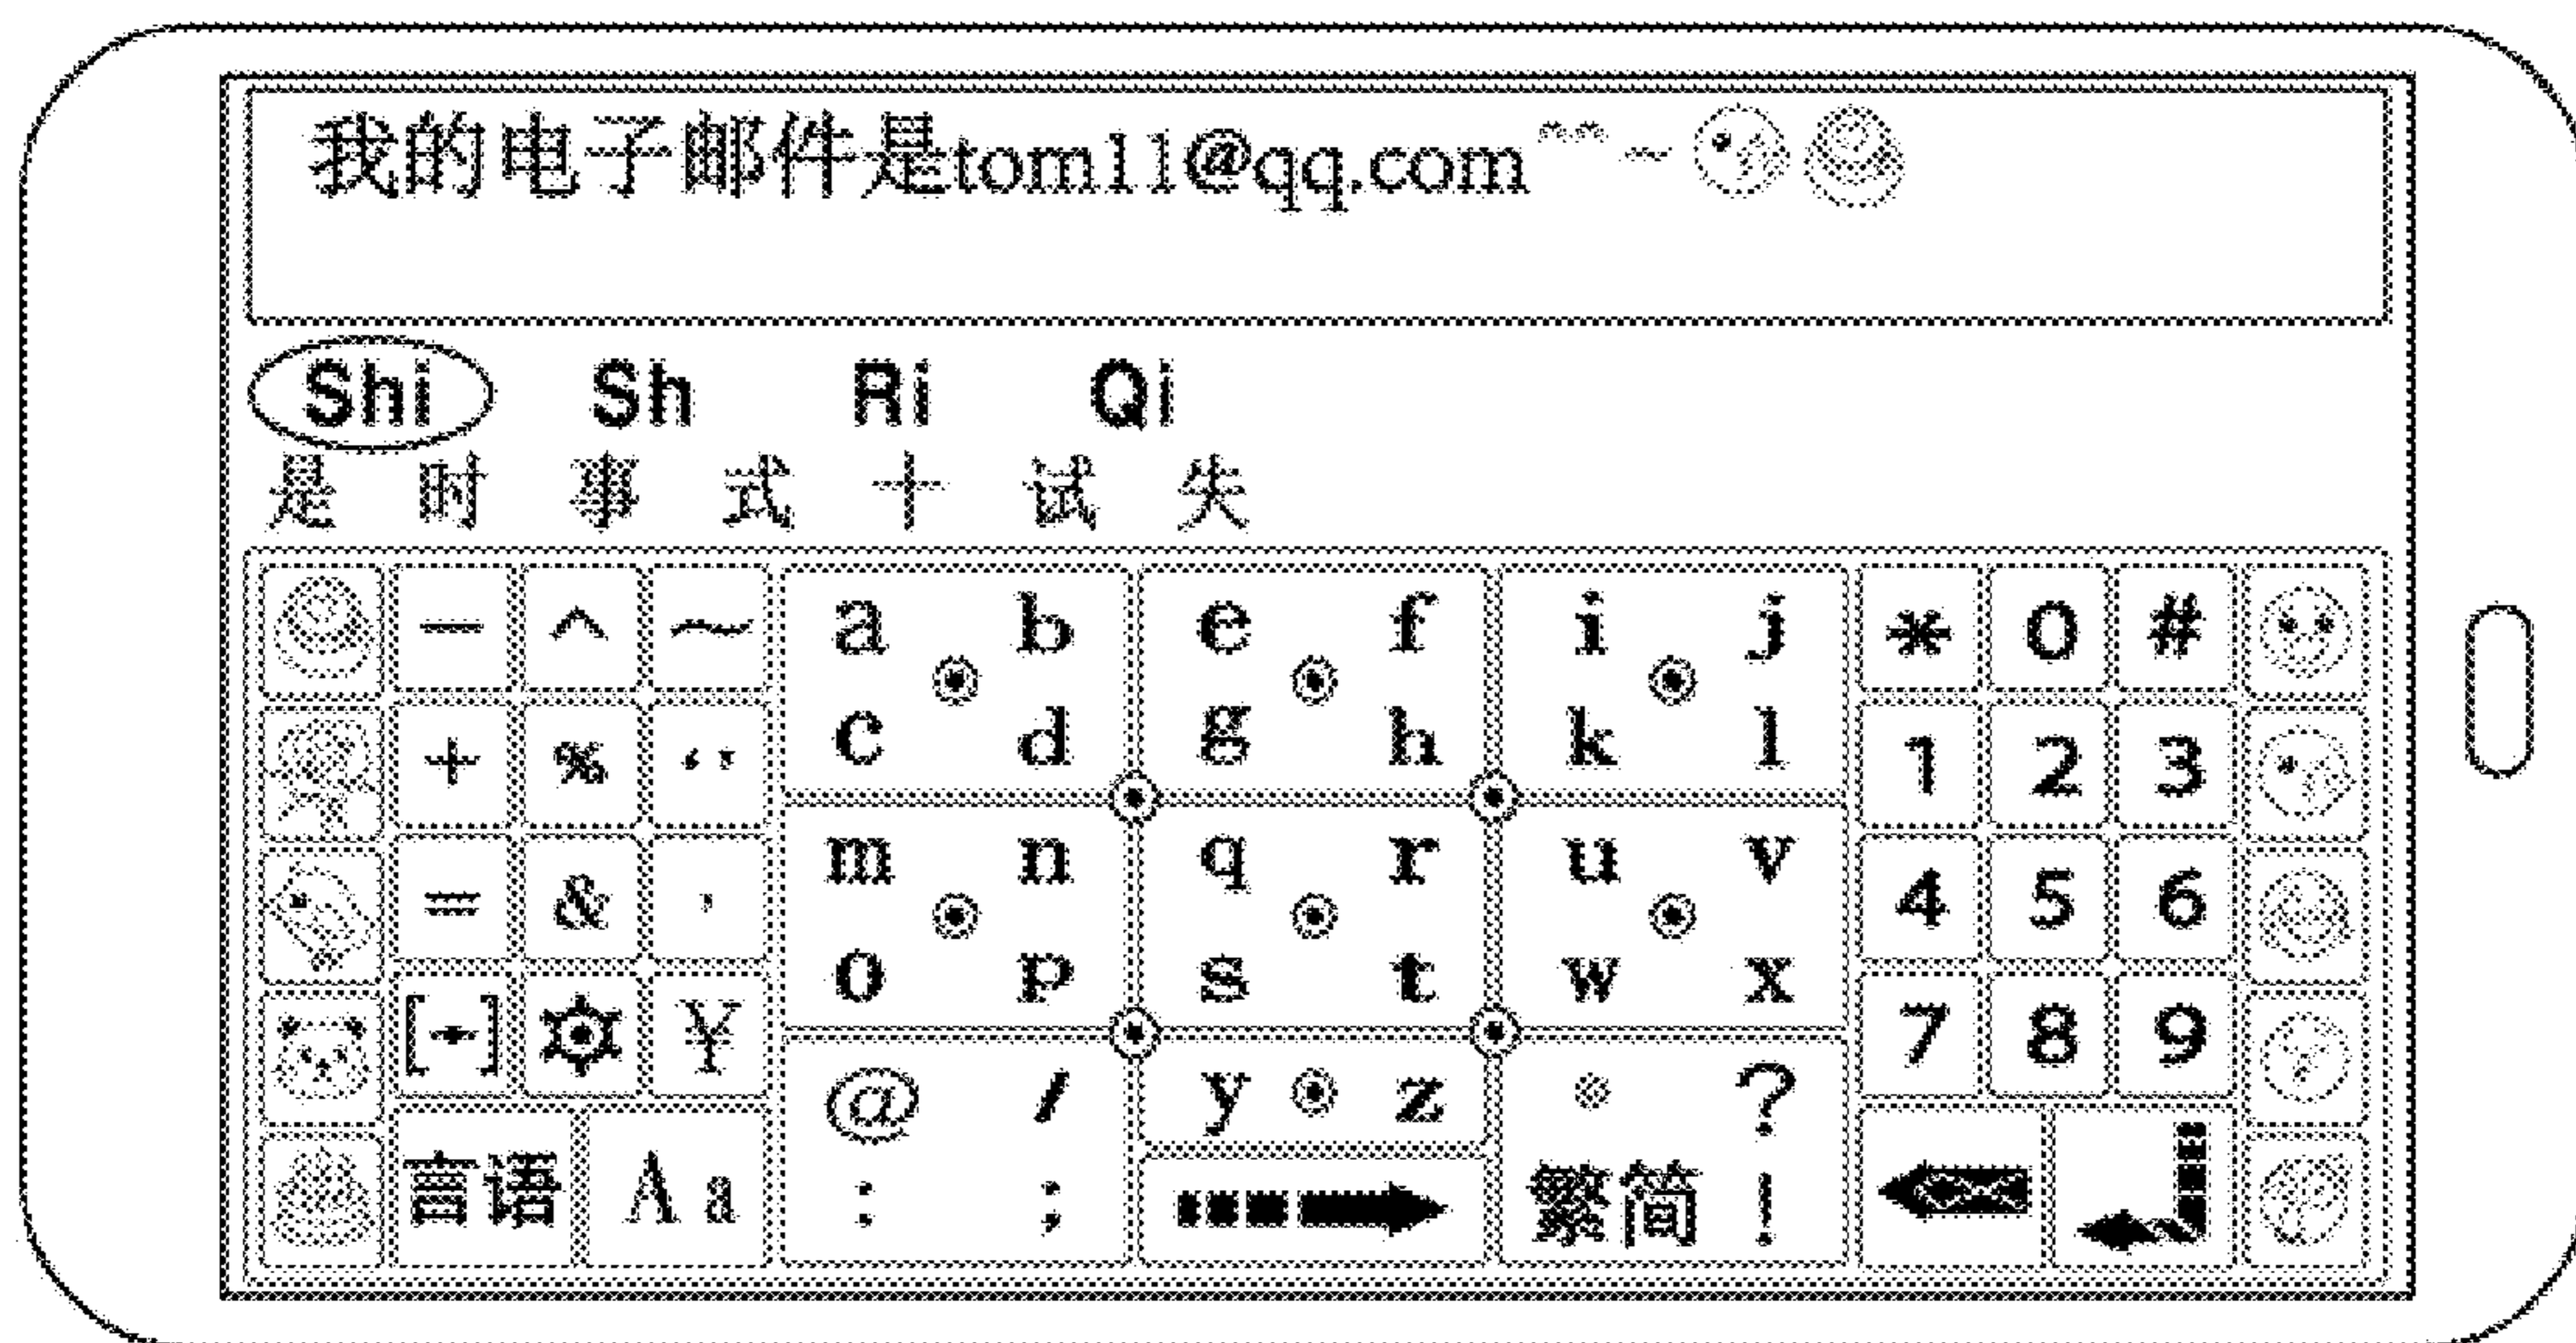 我的电子邮件是tom11@qq.com^^~
Shi Sh Ri Qi
是 时 事 式 十 试 失
— ^ ~ a b e f i j * 0 #
+ % ‘’ c d g h k l 1 2 3
m n q r u v
= & , o p s t w x 4 5 6
[-] ¥ @ / y z 。 ? 7 8 9
言语 Aa : ; 繁简 !